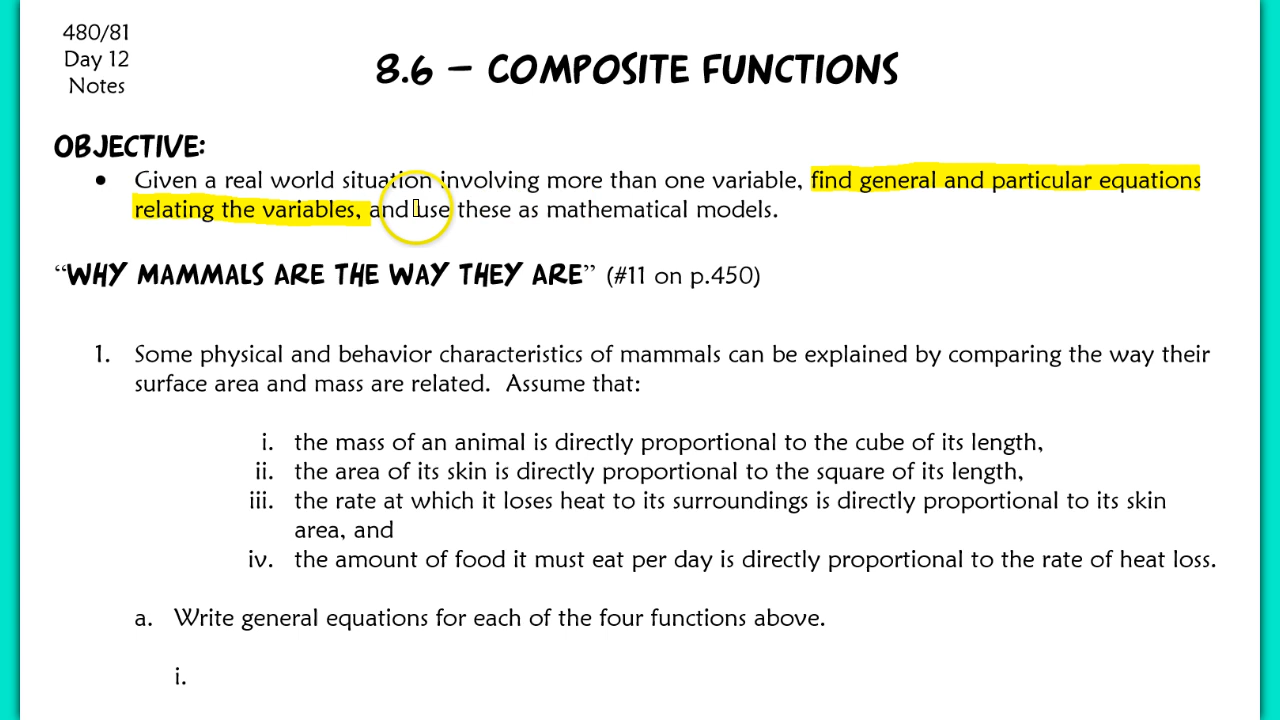 480/81
Day 12
Notes
8.6 – COMPOSITE FUNCTIONS
OBJECTIVE:
• Given a real world situation involving more than one variable, find general and particular equations
relating the variables, and use these as mathematical models.
“WHY MAMMALS ARE THE WAY THEY ARE” (#11 on p.450)
1. Some physical and behavior characteristics of mammals can be explained by comparing the way their
surface area and mass are related. Assume that:
i. the mass of an animal is directly proportional to the cube of its length,
ii. the area of its skin is directly proportional to the square of its length,
iii. the rate at which it loses heat to its surroundings is directly proportional to its skin
area, and
iv. the amount of food it must eat per day is directly proportional to the rate of heat loss.
a. Write general equations for each of the four functions above.
i.